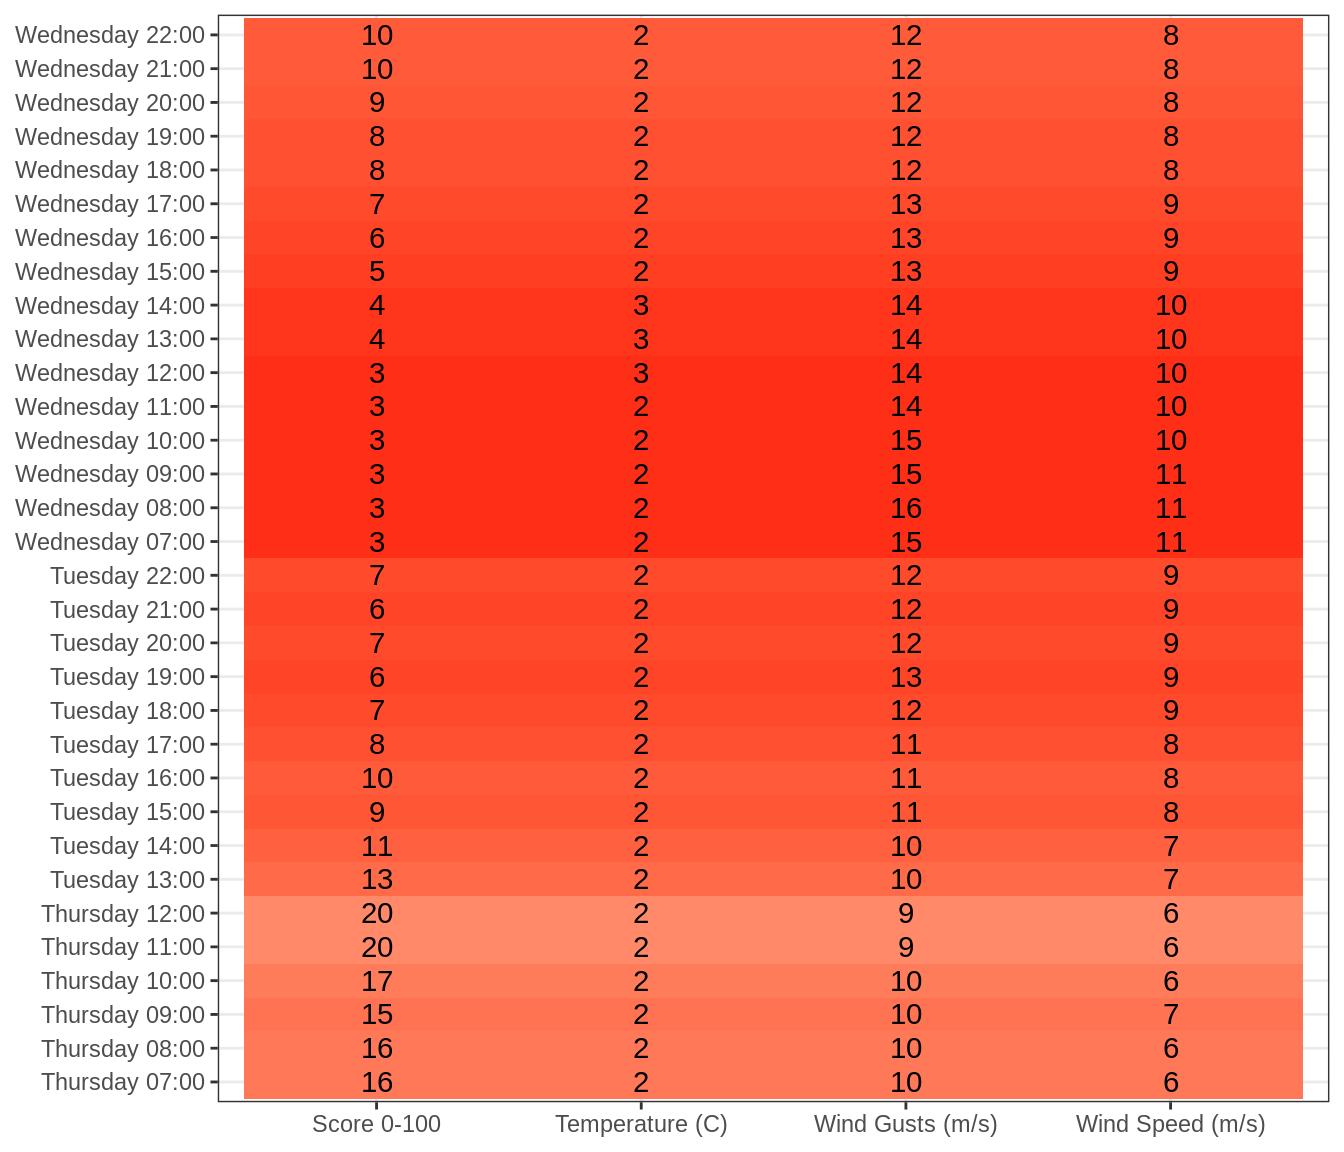 Wednesday 22:00 10 2 12 8
Wednesday 21:00 10 2 12 8
Wednesday 20:00 9 2 12 8
Wednesday 19:00 8 2 12 8
Wednesday 18:00 8 2 12 8
Wednesday 17:00 7 2 13 9
Wednesday 16:00 6 2 13 9
Wednesday 15:00 5 2 13 9
Wednesday 14:00 4 3 14 10
Wednesday 13:00 4 3 14 10
Wednesday 12:00 3 3 14 10
Wednesday 11:00 3 2 14 10
Wednesday 10:00 3 2 15 10
Wednesday 09:00 3 2 15 11
Wednesday 08:00 3 2 16 11
Wednesday 07:00 3 2 15 11
Tuesday 22:00 7 2 12 9
Tuesday 21:00 6 2 12 9
Tuesday 20:00 7 2 12 9
Tuesday 19:00 6 2 13 9
Tuesday 18:00 7 2 12 9
Tuesday 17:00 8 2 11 8
Tuesday 16:00 10 2 11 8
Tuesday 15:00 9 2 11 8
Tuesday 14:00 11 2 10 7
Tuesday 13:00 13 2 10 7
Thursday 12:00 20 2 9 6
Thursday 11:00 20 2 9 6
Thursday 10:00 17 2 10 6
Thursday 09:00 15 2 10 7
Thursday 08:00 16 2 10 6
Thursday 07:00 16 2 10 6
Score 0-100 Temperature (C) Wind Gusts (m/s) Wind Speed (m/s)